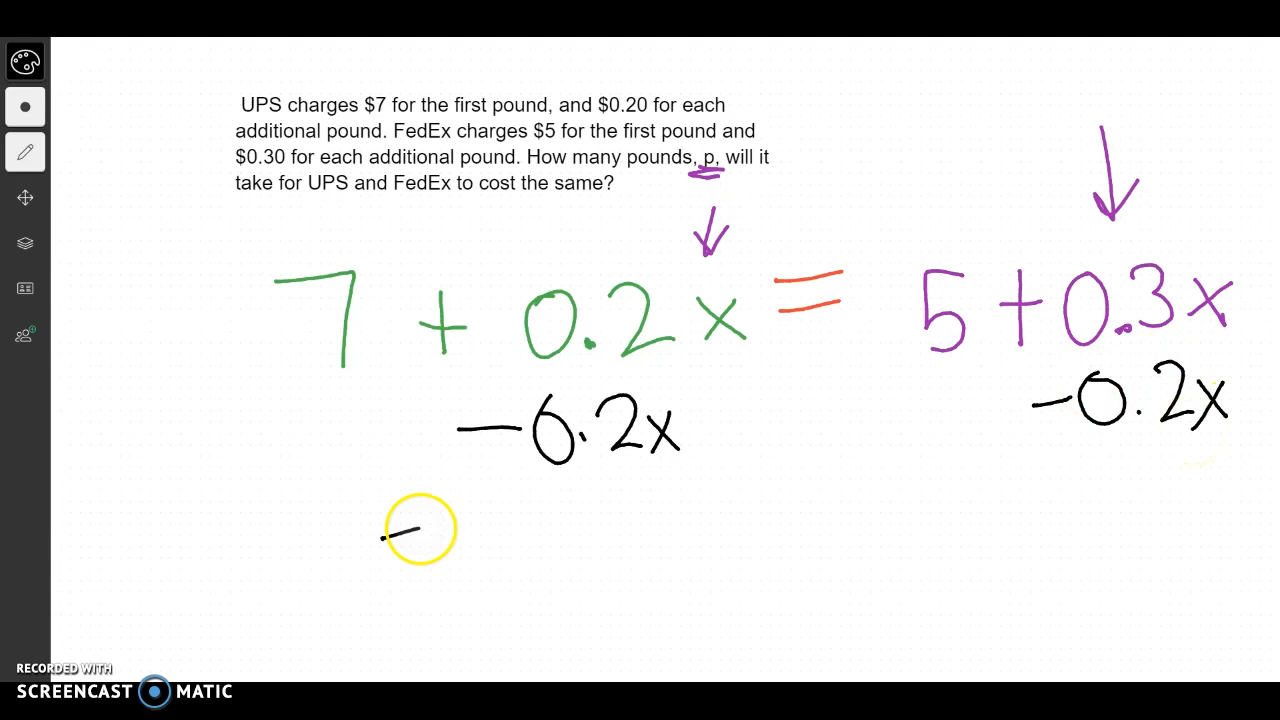 UPS charges $7 for the first pound, and $0.20 for each
additional pound. FedEx charges $5 for the first pound and
$0.30 for each additional pound. How many pounds, p, will it
take for UPS and FedEx to cost the same?
7 + 0.2x = 5 + 0.3x
-0.2x -0.2x
RECORDED WITH
SCREENCAST MATIC